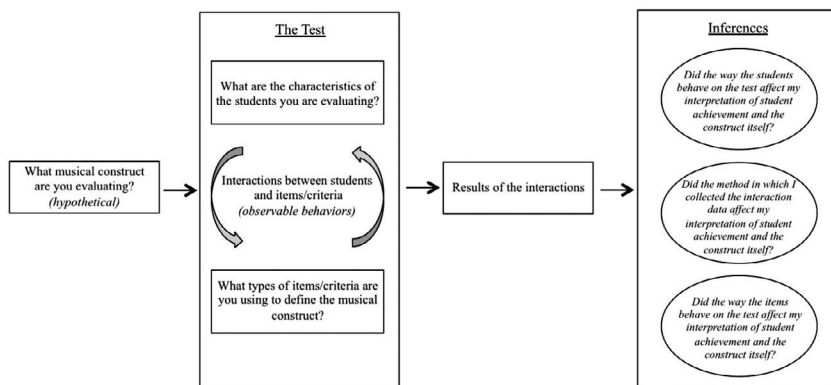 What musical construct
are you evaluating?
(hypothetical)
The Test
What are the characteristics of
the students you are evaluating?
Interactions between students
and items/criteria
(observable behaviors)
What types of items/criteria are
you using to define the musical
construct?
Results of the interactions
Inferences
Did the way the students
behave on the test affect my
interpretation of student
achievement and the
construct itself?
Did the method in which I
collected the interaction
data affect my
interpretation of student
achievement and the
construct itself?
Did the way the items
behave on the test affect my
interpretation of student
achievement and the
construct itself?